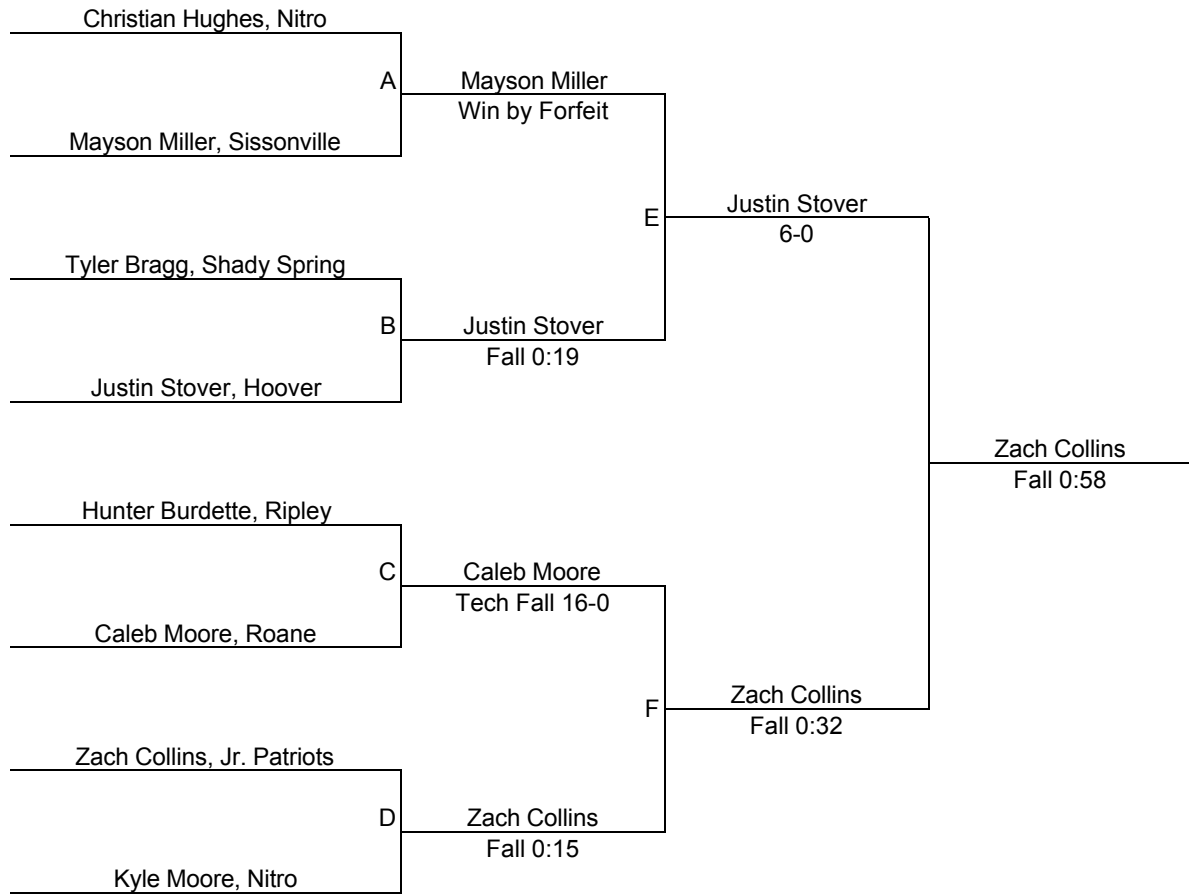 Christian Hughes, Nitro
A
Mayson Miller
Win by Forfeit
Mayson Miller, Sissonville
E
Justin Stover
6-0
Tyler Bragg, Shady Spring
B
Justin Stover
Fall 0:19
Justin Stover, Hoover
Zach Collins
Fall 0:58
Hunter Burdette, Ripley
C
Caleb Moore
Tech Fall 16-0
Caleb Moore, Roane
F
Zach Collins
Fall 0:32
Zach Collins, Jr. Patriots
D
Zach Collins
Fall 0:15
Kyle Moore, Nitro